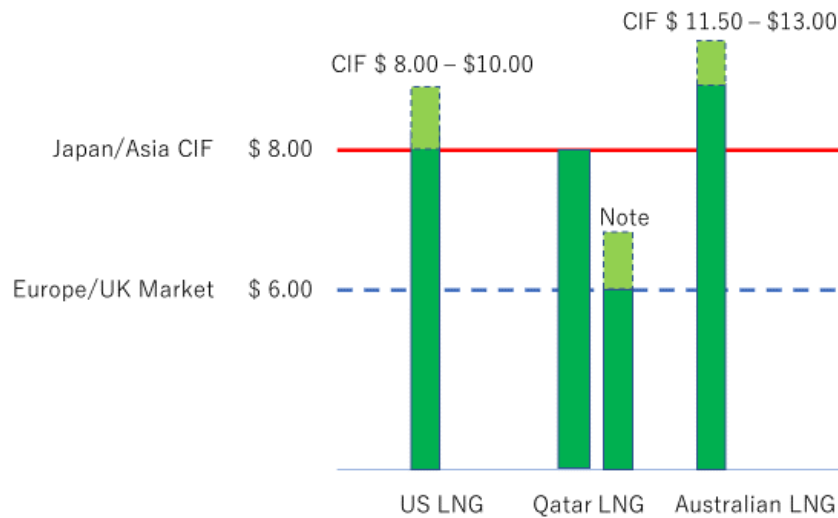 CIF $ 11.50 – $13.00
CIF $ 8.00 – $10.00
Japan/Asia CIF $ 8.00
Note
Europe/UK Market $ 6.00
US LNG Qatar LNG Australian LNG